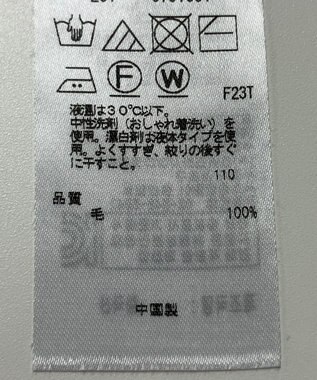 F
W
F23T
液温は30℃以下。
中性洗剤（おしゃれ着洗い）を
使用。漂白剤は液体タイプを使
用。よくすすぎ、絞りの後すぐ
に干すこと。
110
品質
毛 100%
中国製